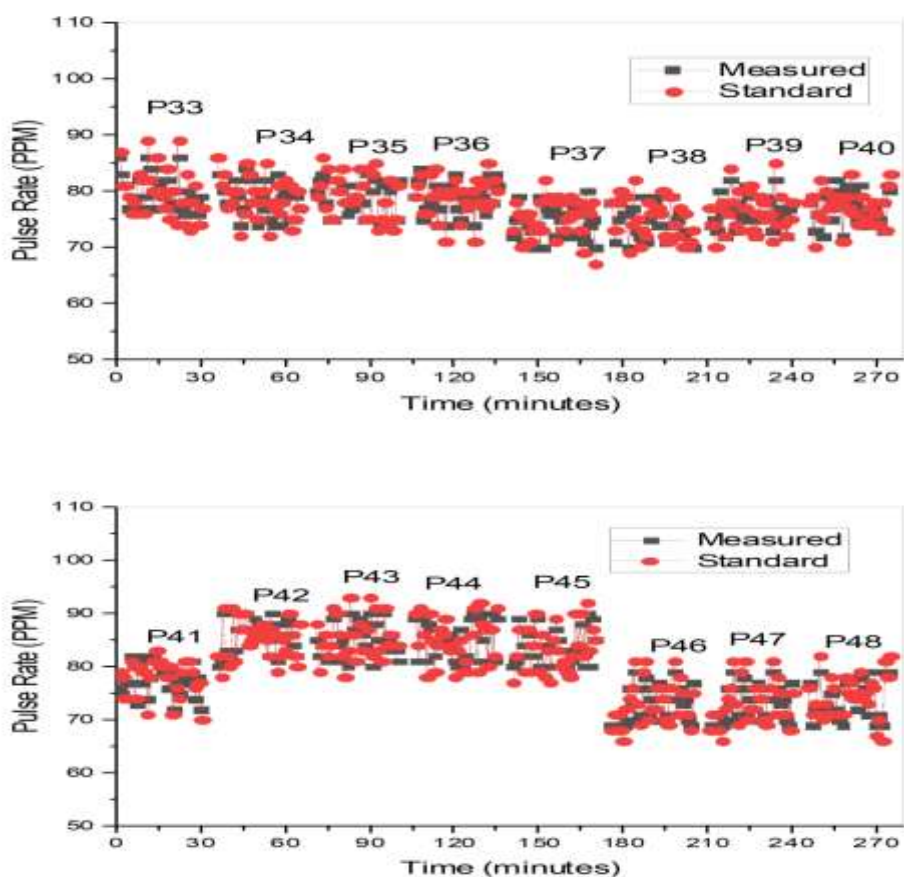 110
100
90
80
70
60
50
Pulse Rate (PPM)
Measured
Standard
P33
P34
P35
P36
P37
P38
P39
P40
0 30 60 90 120 150 180 210 240 270
Time (minutes)
110
100
90
80
70
60
50
Pulse Rate (PPM)
Measured
Standard
P41
P42
P43
P44
P45
P46
P47
P48
0 30 60 90 120 150 180 210 240 270
Time (minutes)